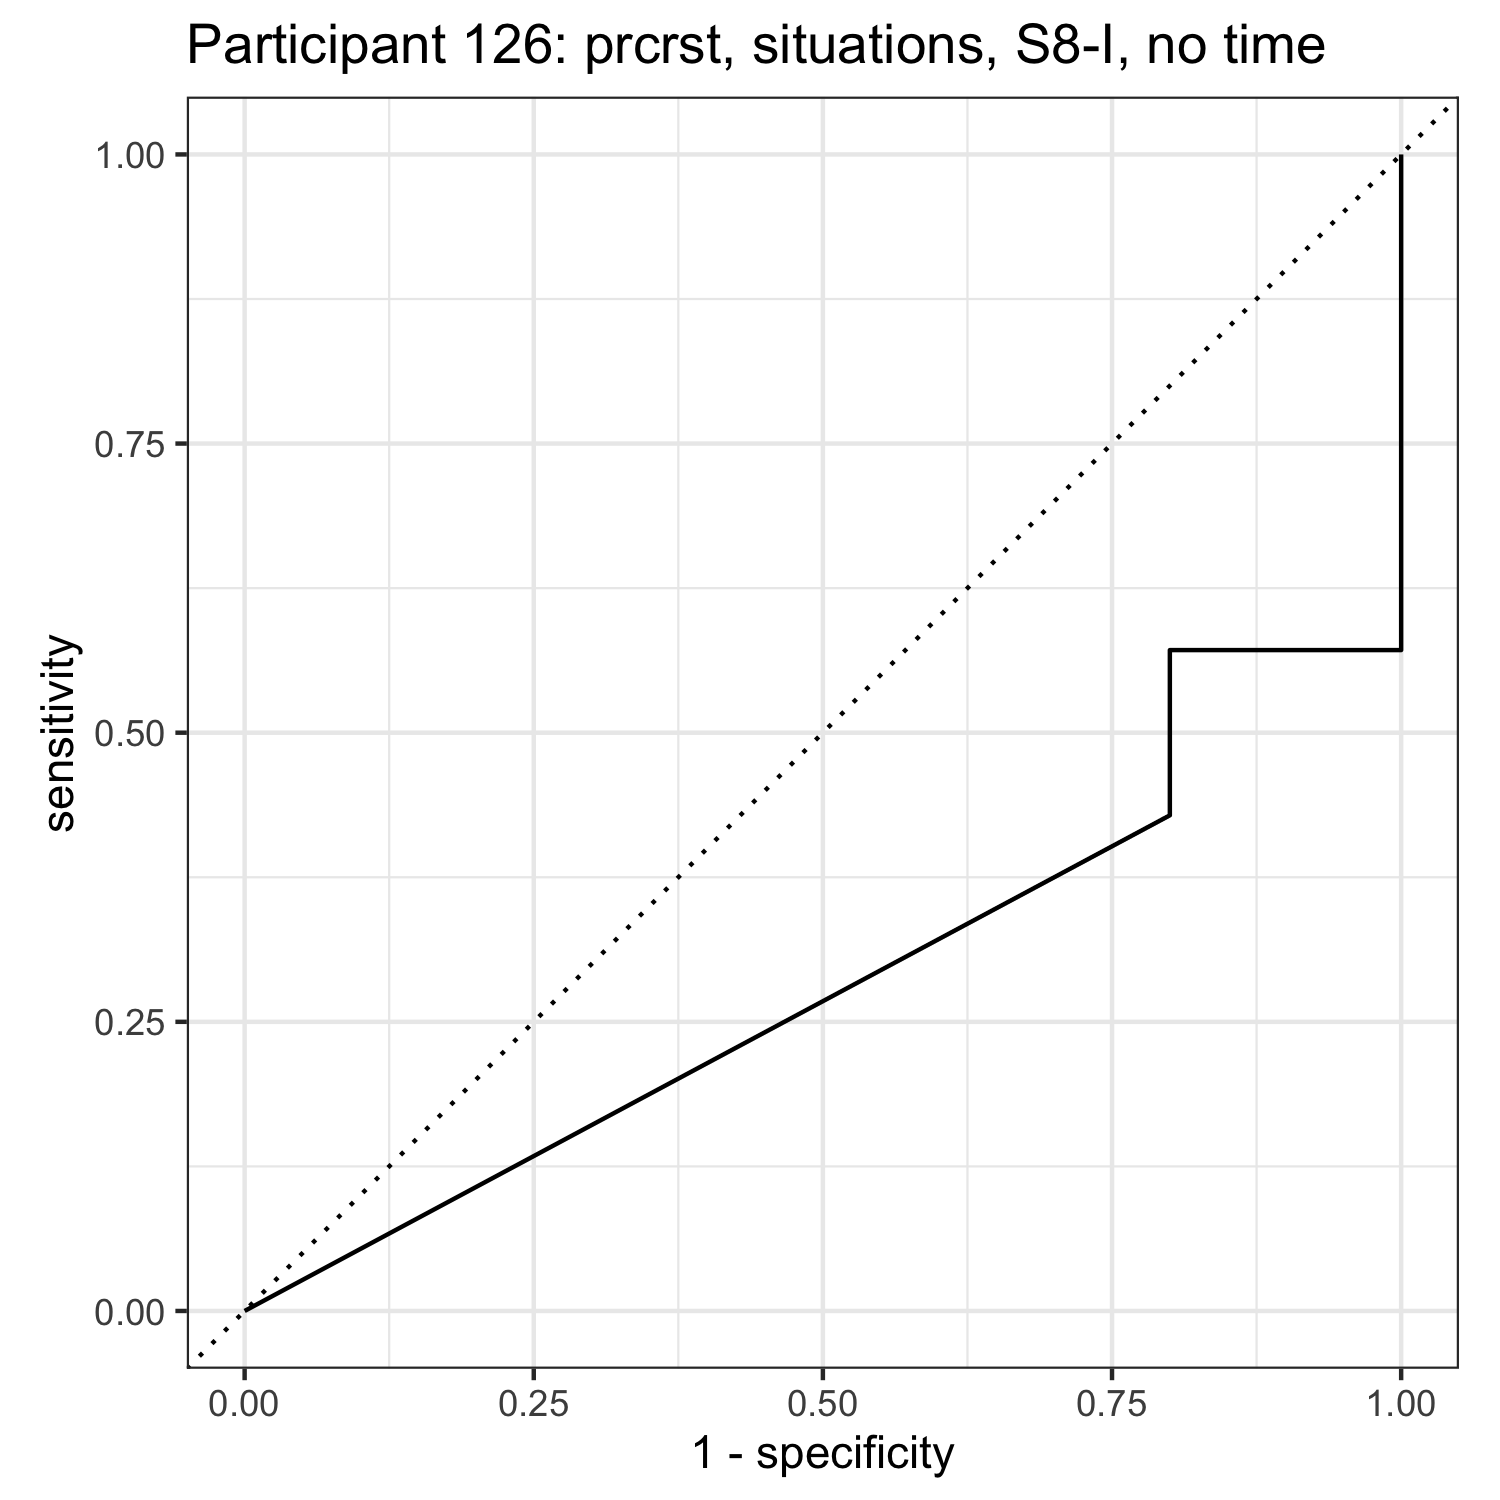 Participant 126: prcrst, situations, S8-I, no time
1.00
0.75
0.50
0.25
0.00
sensitivity
0.00 0.25 0.50 0.75 1.00
1 - specificity